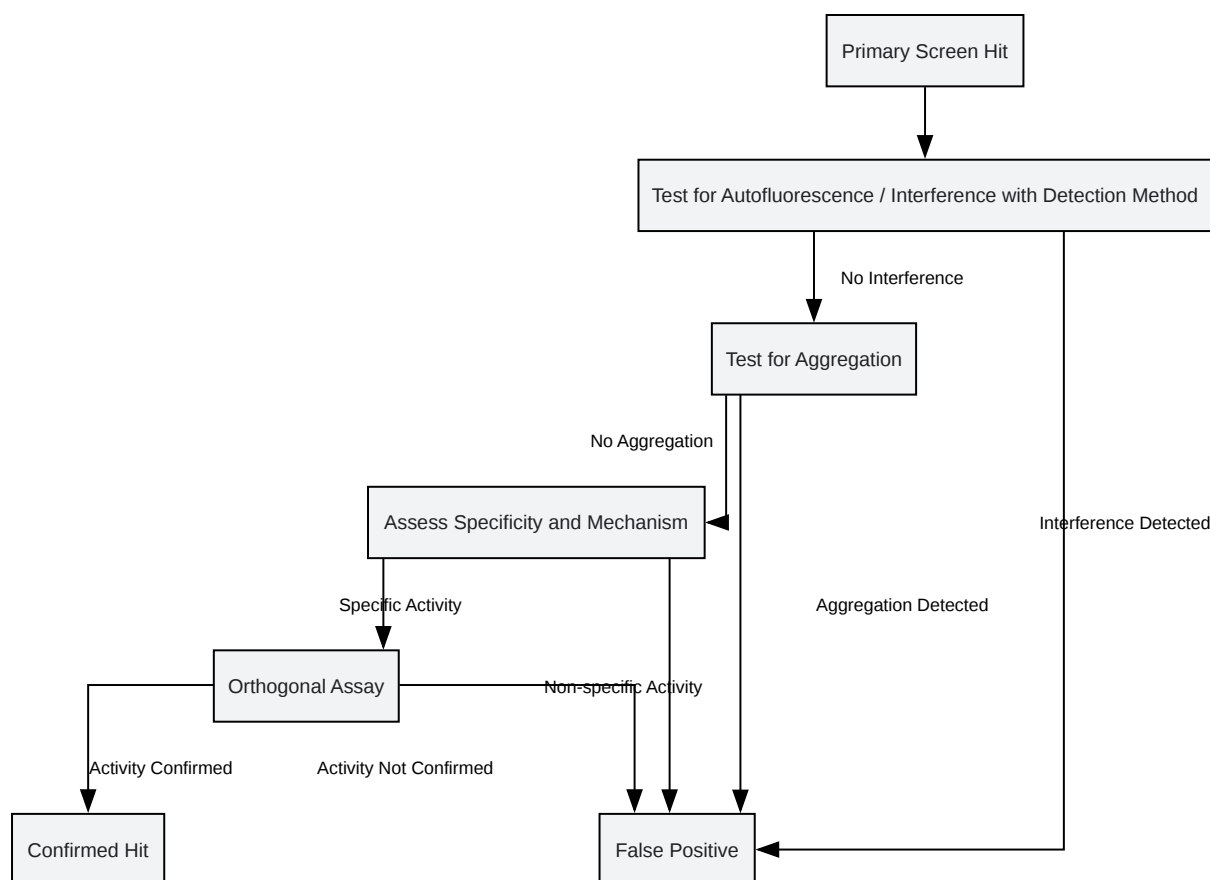 Primary Screen Hit
Test for Autofluorescence / Interference with Detection Method
No Interference
Test for Aggregation
No Aggregation
Assess Specificity and Mechanism
Interference Detected
Specific Activity
Aggregation Detected
Orthogonal Assay
Non-specific Activity
Activity Confirmed
Activity Not Confirmed
Confirmed Hit
False Positive